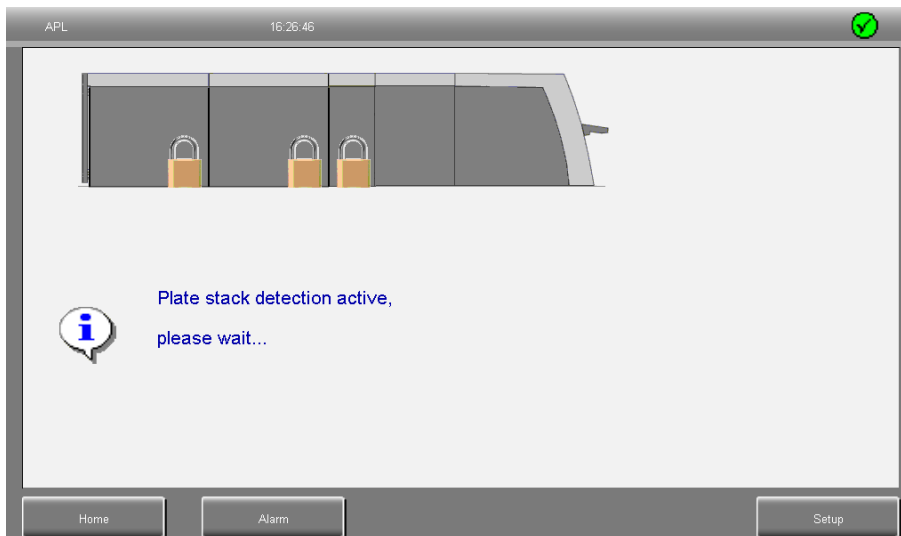 APL 16:26:46
Plate stack detection active,
please wait...
Home Alarm Setup